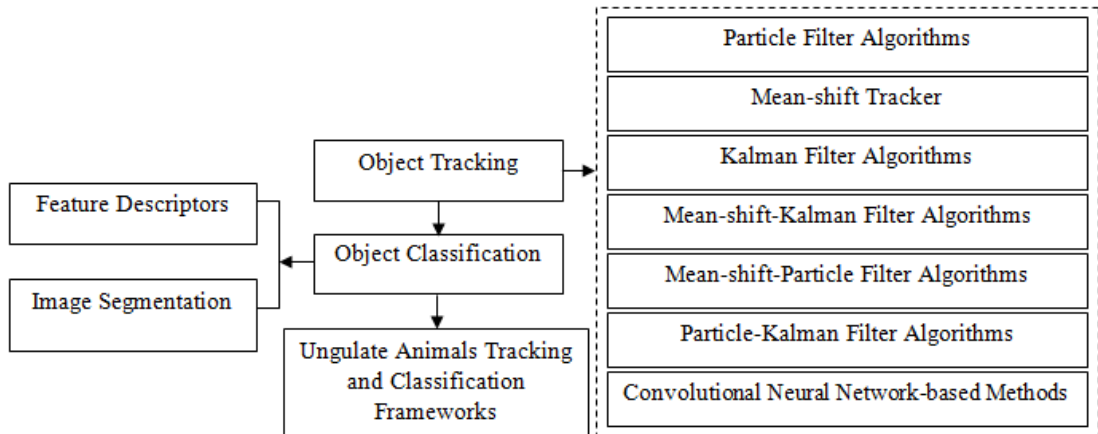 Particle Filter Algorithms
Mean-shift Tracker
Object Tracking
Kalman Filter Algorithms
Feature Descriptors
Mean-shift-Kalman Filter Algorithms
Object Classification
Mean-shift-Particle Filter Algorithms
Image Segmentation
Particle-Kalman Filter Algorithms
Ungulate Animals Tracking
and Classification
Frameworks
Convolutional Neural Network-based Methods